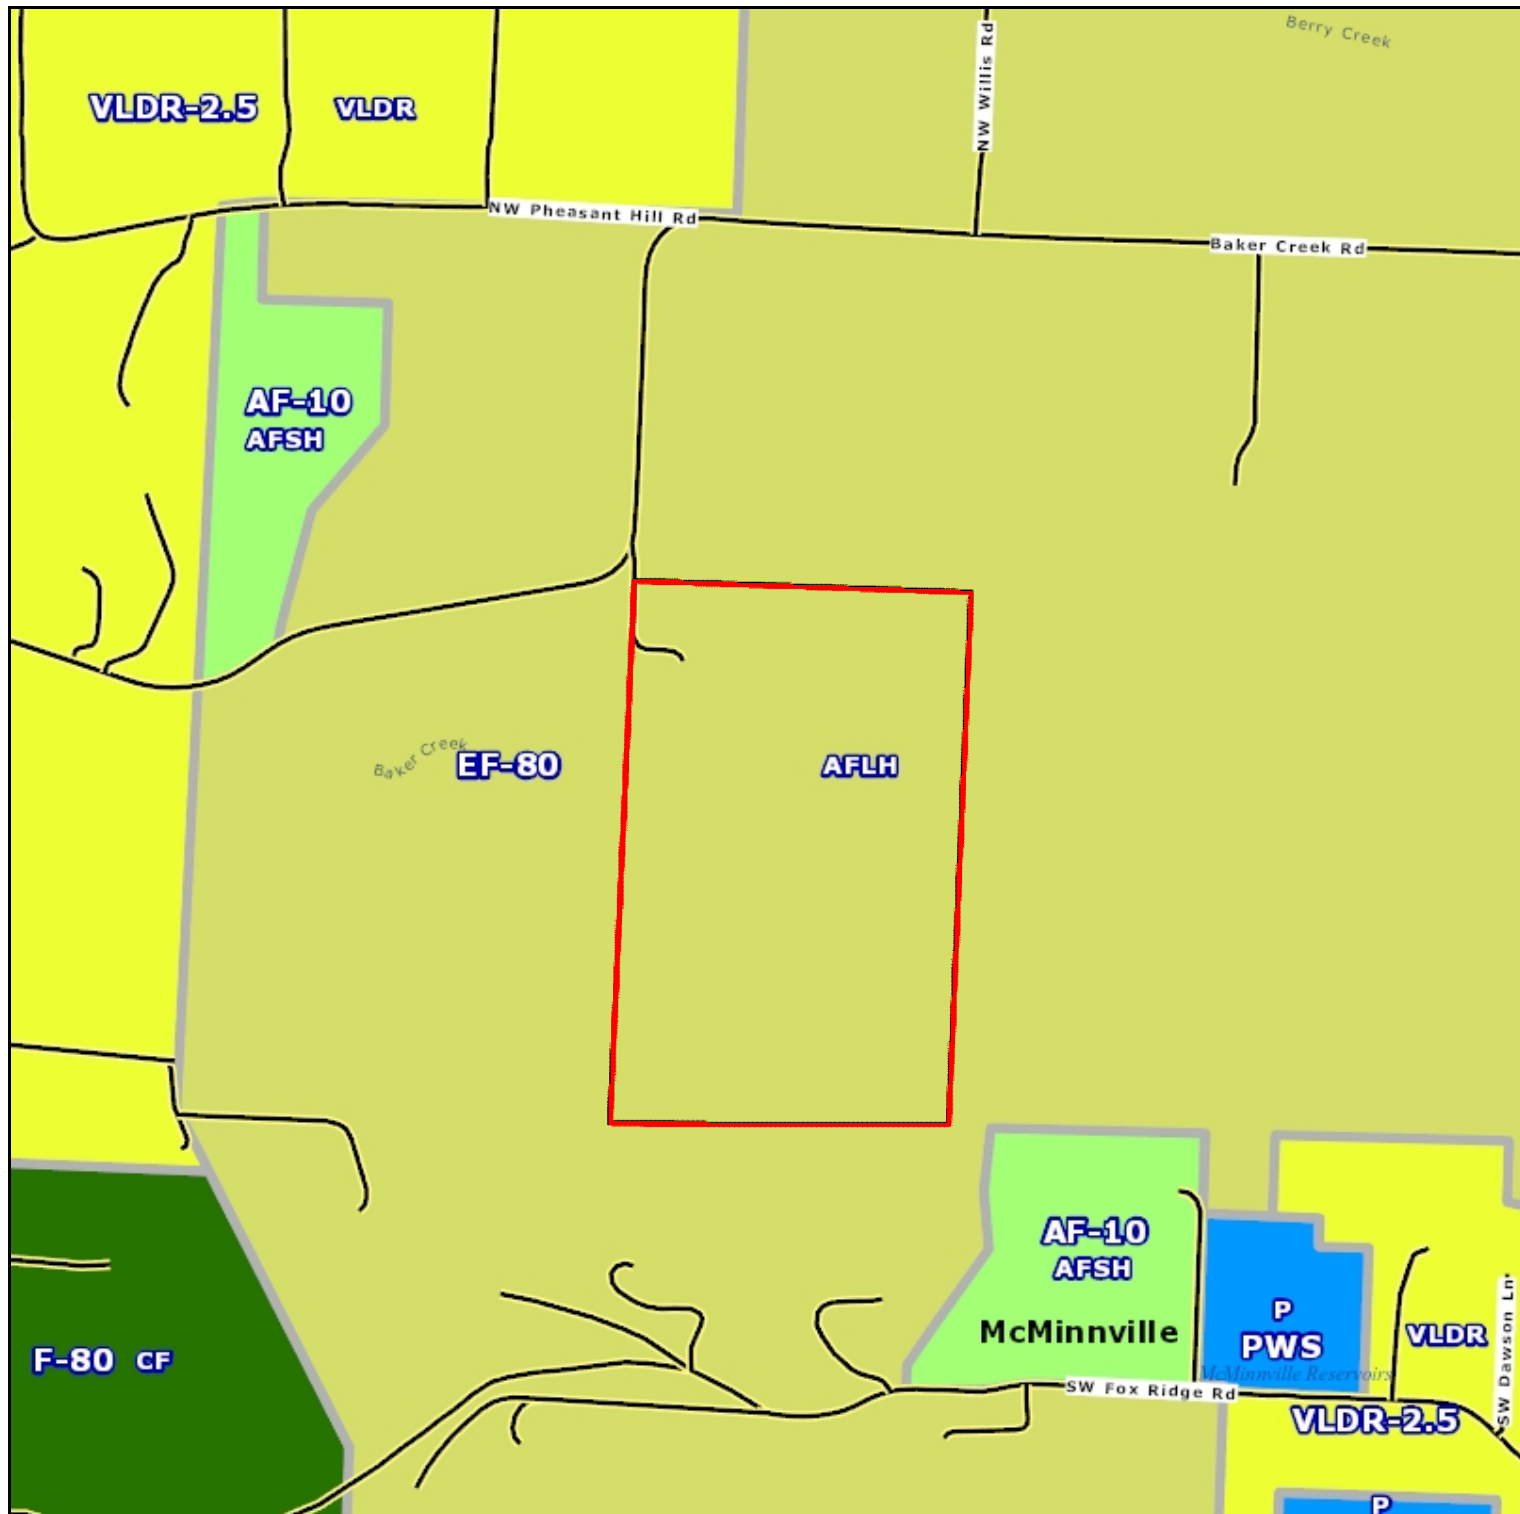 Berry Creek
NW Willis Rd
VLDR-2.5
VLDR
NW Pheasant Hill Rd
Baker Creek Rd
AF-10
AFSH
Baker Creek
EF-80
AFLH
AF-10
AFSH
McMinnville
P
PWS
McMinnville Reservoirs
VLDR
SW Dawson Ln
F-80 CF
SW Fox Ridge Rd
VLDR-2.5
P